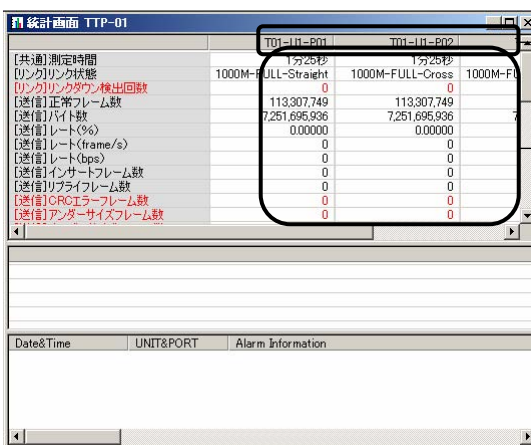 統計画面 TTP-01
T01-U1-P01 T01-U1-P02
[共通]測定時間 1分25秒 1分25秒
[リンク]リンク状態 1000M-FULL-Straight 1000M-FULL-Cross 1000M-FU
[リンク]リンクダウン検出回数 0 0
[送信]正常フレーム数 113,307,749 113,307,749
[送信]バイト数 7,251,695,936 7,251,695,936 7
[送信]レート(%) 0.00000 0.00000
[送信]レート(frame/s) 0 0
[送信]レート(bps) 0 0
[送信]インサートフレーム数 0 0
[送信]リプライフレーム数 0 0
[送信]CRCエラーフレーム数 0 0
[送信]アンダーサイズフレーム数 0 0
Date&Time UNIT&PORT Alarm Information